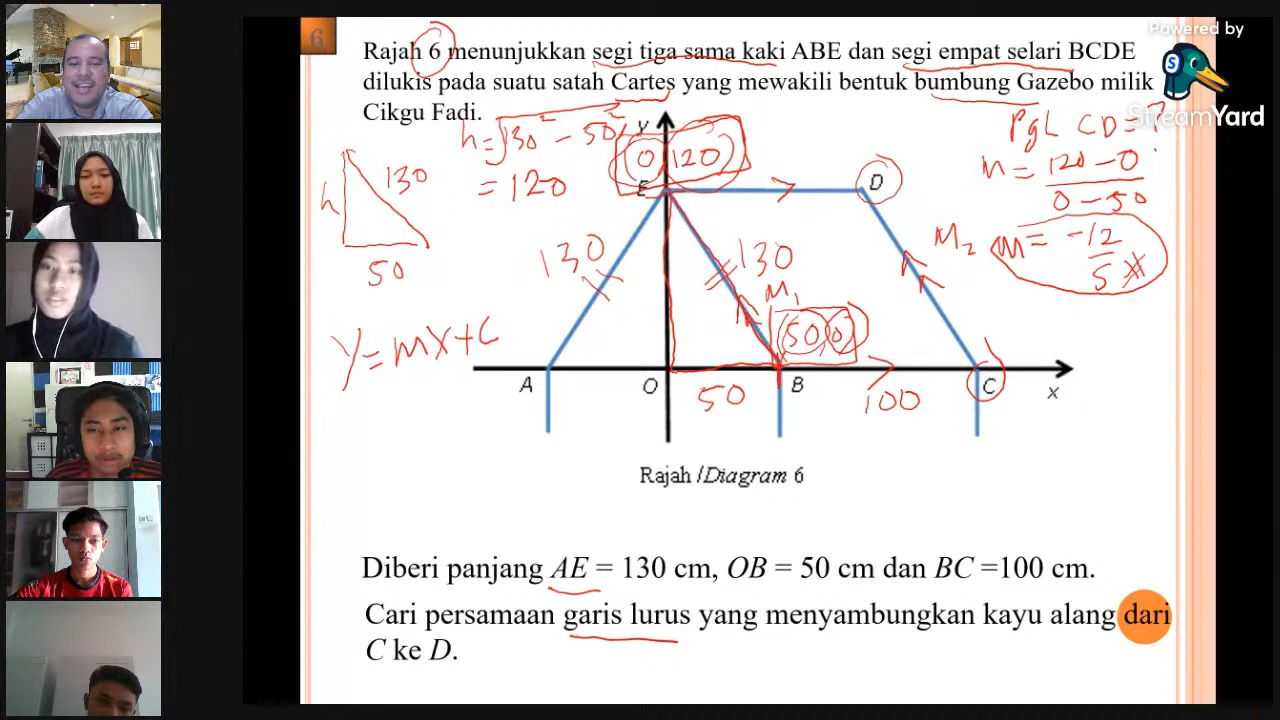 6
Powered by
StreamYard
Rajah 6 menunjukkan segi tiga sama kaki ABE dan segi empat selari BCDE
dilukis pada suatu satah Cartes yang mewakili bentuk bumbung Gazebo milik
Cikgu Fadi.
h=√130² - 50²
= 120
h
130
50
y
(0, 120)
E
D
PgL CD = ?
m = 120 - 0
0 - 50
m = -12
5
130
130
M₁
M₂
(50, 0)
y = mx + c
A
O
50
B
100
C
x
Rajah /Diagram 6
Diberi panjang AE = 130 cm, OB = 50 cm dan BC =100 cm.
Cari persamaan garis lurus yang menyambungkan kayu alang dari
C ke D.